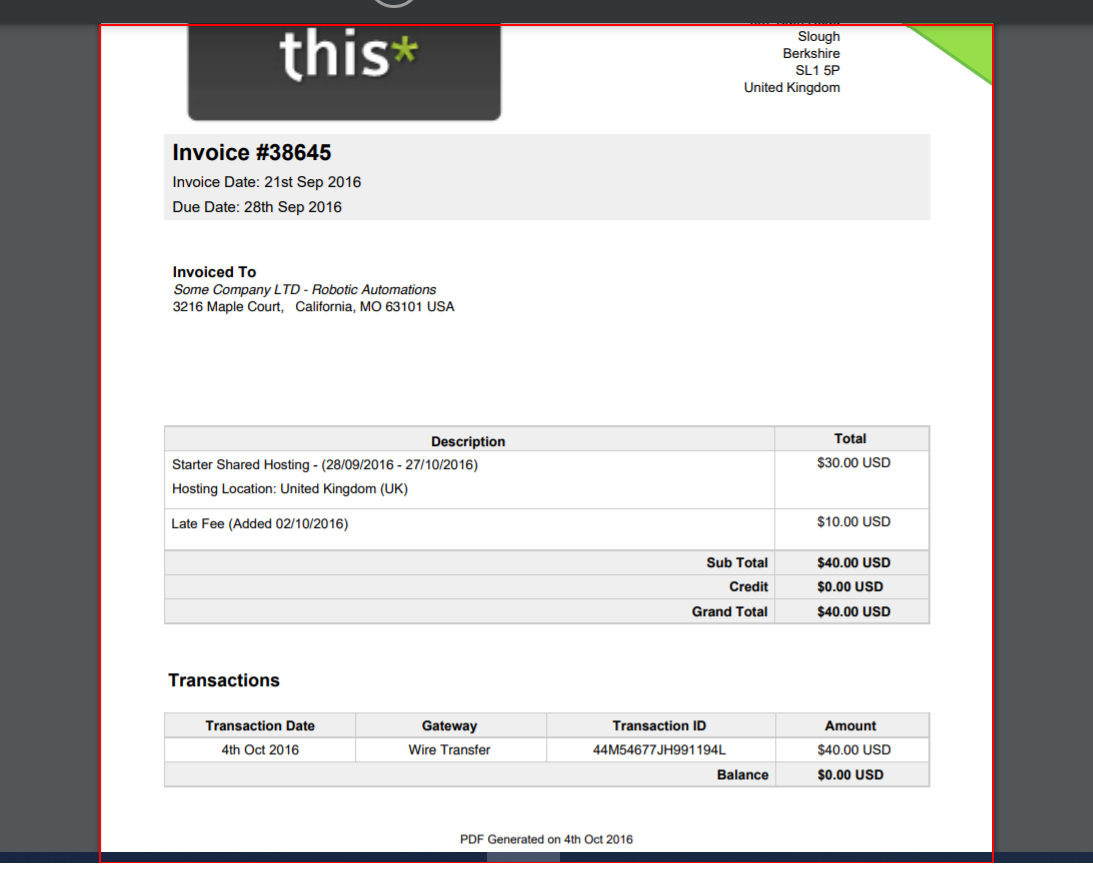 this*
Slough
Berkshire
SL1 5P
United Kingdom
Invoice #38645
Invoice Date: 21st Sep 2016
Due Date: 28th Sep 2016
Invoiced To
Some Company LTD - Robotic Automations
3216 Maple Court, California, MO 63101 USA
Description Total
Starter Shared Hosting - (28/09/2016 - 27/10/2016) $30.00 USD
Hosting Location: United Kingdom (UK)
Late Fee (Added 02/10/2016) $10.00 USD
Sub Total $40.00 USD
Credit $0.00 USD
Grand Total $40.00 USD
Transactions
Transaction Date Gateway Transaction ID Amount
4th Oct 2016 Wire Transfer 44M54677JH991194L $40.00 USD
Balance $0.00 USD
PDF Generated on 4th Oct 2016